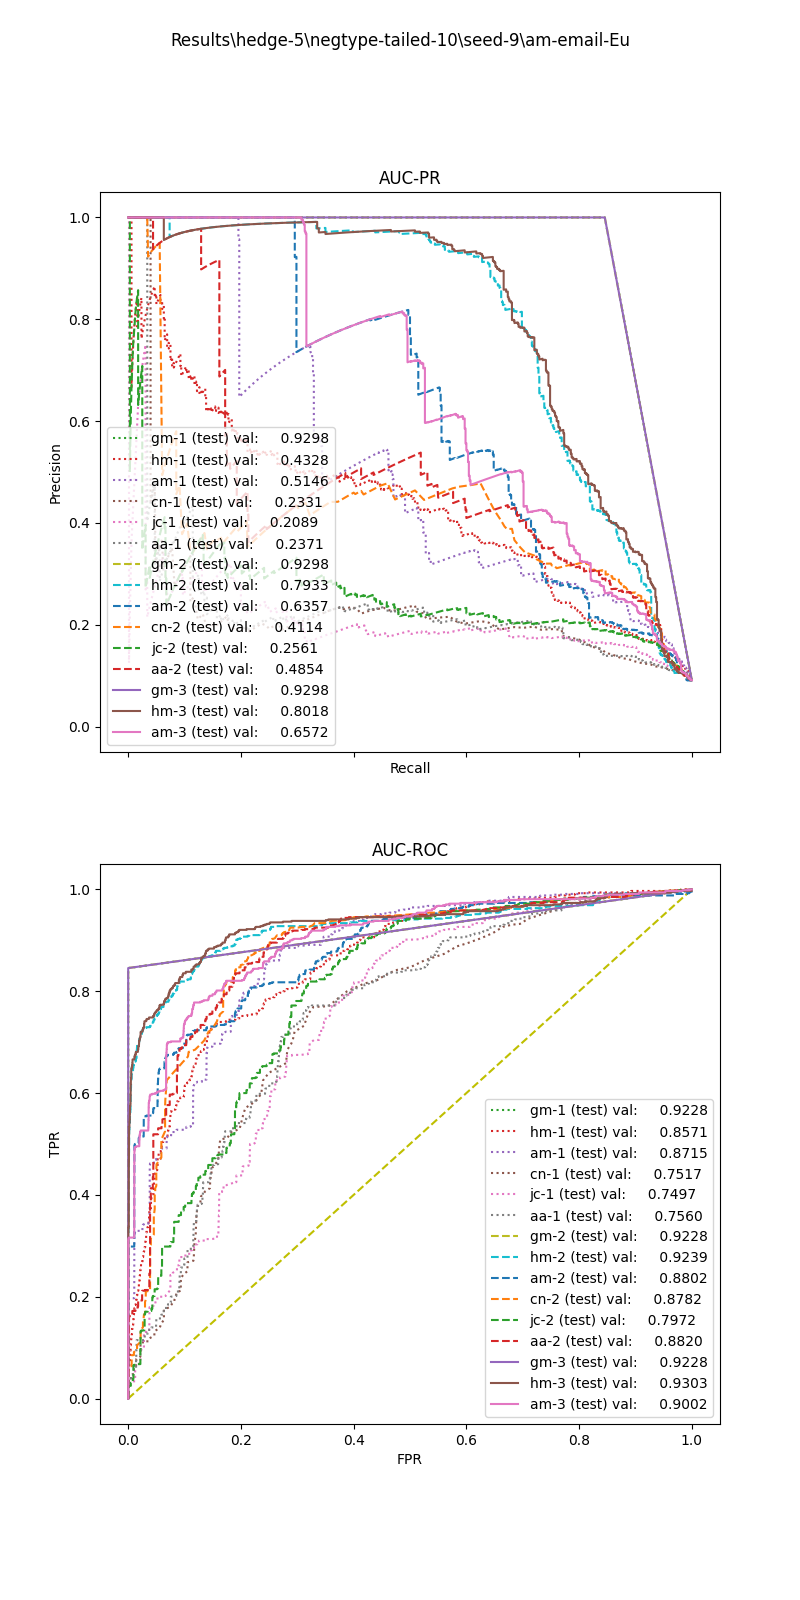 Results\hedge-5\negtype-tailed-10\seed-9\am-email-Eu
AUC-PR
1.0
0.8
0.6
0.4
0.2
0.0
Precision
gm-1 (test) val: 0.9298
hm-1 (test) val: 0.4328
am-1 (test) val: 0.5146
cn-1 (test) val: 0.2331
jc-1 (test) val: 0.2089
aa-1 (test) val: 0.2371
gm-2 (test) val: 0.9298
hm-2 (test) val: 0.7933
am-2 (test) val: 0.6357
cn-2 (test) val: 0.4114
jc-2 (test) val: 0.2561
aa-2 (test) val: 0.4854
gm-3 (test) val: 0.9298
hm-3 (test) val: 0.8018
am-3 (test) val: 0.6572
Recall
AUC-ROC
1.0
0.8
0.6
0.4
0.2
0.0
TPR
gm-1 (test) val: 0.9228
hm-1 (test) val: 0.8571
am-1 (test) val: 0.8715
cn-1 (test) val: 0.7517
jc-1 (test) val: 0.7497
aa-1 (test) val: 0.7560
gm-2 (test) val: 0.9228
hm-2 (test) val: 0.9239
am-2 (test) val: 0.8802
cn-2 (test) val: 0.8782
jc-2 (test) val: 0.7972
aa-2 (test) val: 0.8820
gm-3 (test) val: 0.9228
hm-3 (test) val: 0.9303
am-3 (test) val: 0.9002
0.0 0.2 0.4 0.6 0.8 1.0
FPR